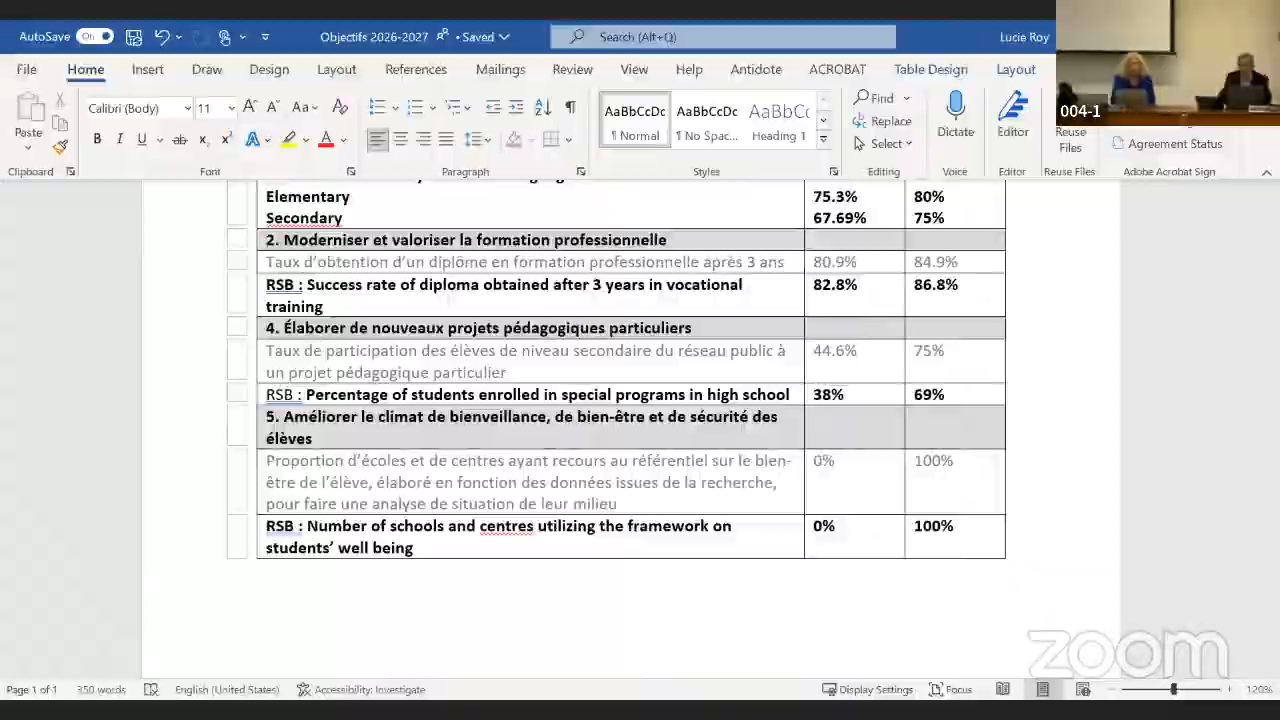 AutoSave On Objectifs 2026-2027 • Saved Search (Alt+Q) Lucie Roy
File Home Insert Draw Design Layout References Mailings Review View Help Antidote ACROBAT Table Design Layout
004-1
Paste
Clipboard
Calibri (Body) 11
Font
Paragraph
AaBbCcDc AaBbCcDc AaBbCc
¶ Normal ¶ No Spac... Heading 1
Styles
Find
Replace
Select
Editing
Dictate
Voice
Editor
Editor
Reuse
Files
Reuse Files
Agreement Status
Adobe Acrobat Sign
Elementary 75.3% 80%
Secondary 67.69% 75%
2. Moderniser et valoriser la formation professionnelle
Taux d'obtention d'un diplôme en formation professionnelle après 3 ans 80.9% 84.9%
RSB : Success rate of diploma obtained after 3 years in vocational 82.8% 86.8%
training
4. Élaborer de nouveaux projets pédagogiques particuliers
Taux de participation des élèves de niveau secondaire du réseau public à 44.6% 75%
un projet pédagogique particulier
RSB : Percentage of students enrolled in special programs in high school 38% 69%
5. Améliorer le climat de bienveillance, de bien-être et de sécurité des
élèves
Proportion d'écoles et de centres ayant recours au référentiel sur le bien- 0% 100%
être de l'élève, élaboré en fonction des données issues de la recherche,
pour faire une analyse de situation de leur milieu
RSB : Number of schools and centres utilizing the framework on 0% 100%
students' well being
zoom
Page 1 of 1 350 words English (United States) Accessibility: Investigate Display Settings Focus 120%